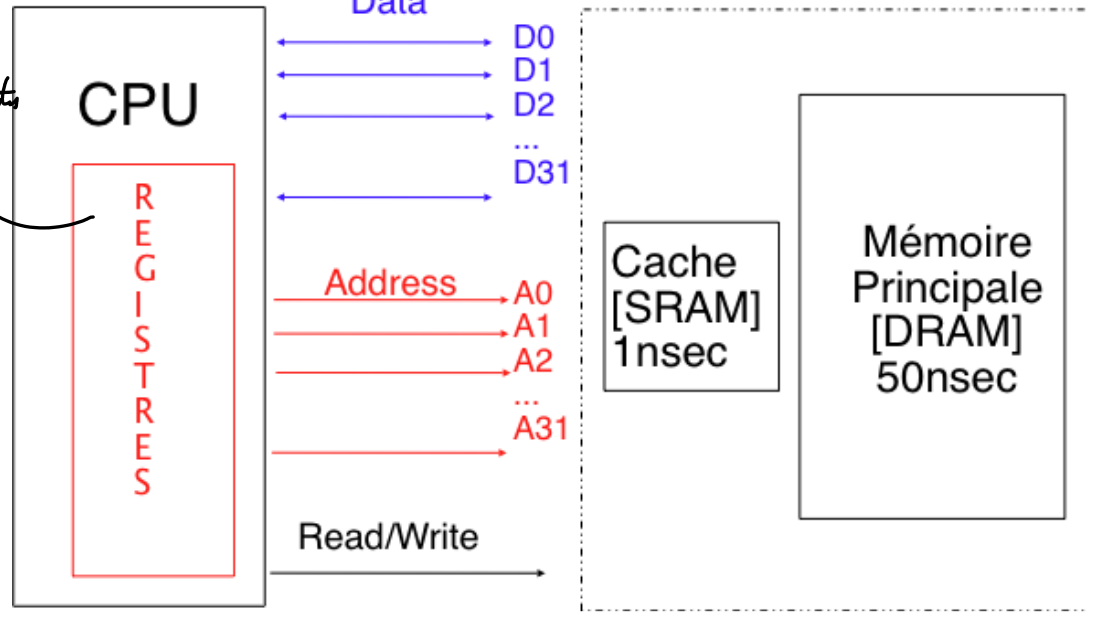 Data
D0
D1
D2
...
D31
CPU
R
E
G
I
S
T
R
E
S
Address
A0
A1
A2
...
A31
Read/Write
Cache
[SRAM]
1nsec
Mémoire
Principale
[DRAM]
50nsec